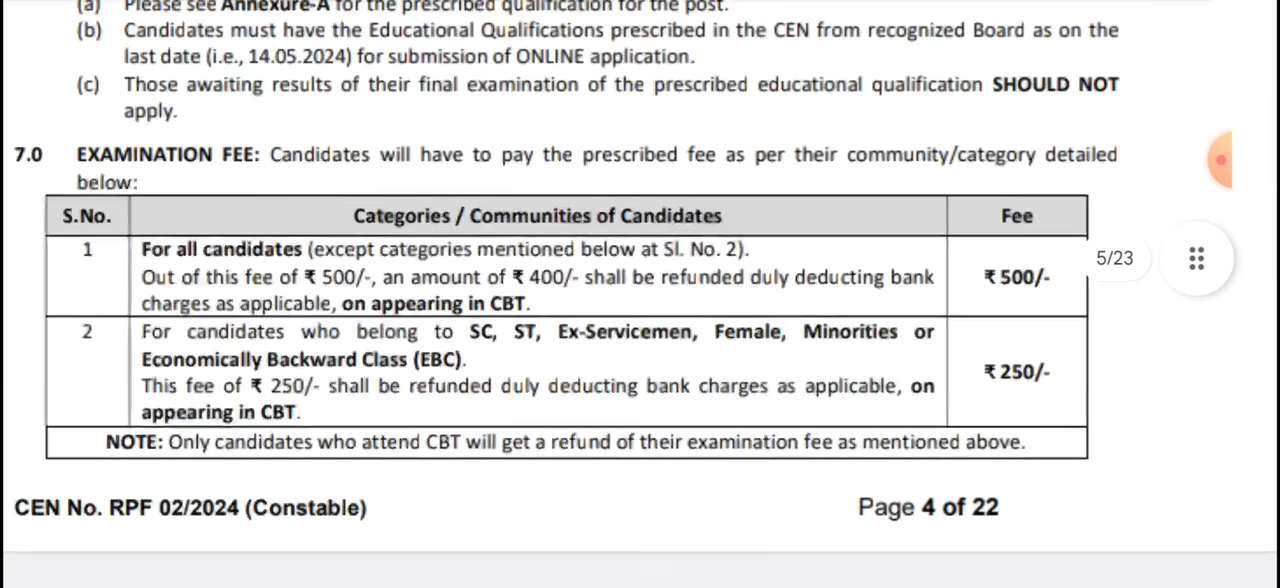 (a) Please see Annexure-A for the prescribed qualification for the post.
(b) Candidates must have the Educational Qualifications prescribed in the CEN from recognized Board as on the
last date (i.e., 14.05.2024) for submission of ONLINE application.
(c) Those awaiting results of their final examination of the prescribed educational qualification SHOULD NOT
apply.
7.0 EXAMINATION FEE: Candidates will have to pay the prescribed fee as per their community/category detailed
below:
S.No. Categories / Communities of Candidates Fee
1 For all candidates (except categories mentioned below at Sl. No. 2).
Out of this fee of ₹ 500/-, an amount of ₹ 400/- shall be refunded duly deducting bank
charges as applicable, on appearing in CBT.
₹ 500/-
5/23
2 For candidates who belong to SC, ST, Ex-Servicemen, Female, Minorities or
Economically Backward Class (EBC).
This fee of ₹ 250/- shall be refunded duly deducting bank charges as applicable, on
appearing in CBT.
₹ 250/-
NOTE: Only candidates who attend CBT will get a refund of their examination fee as mentioned above.
CEN No. RPF 02/2024 (Constable) Page 4 of 22